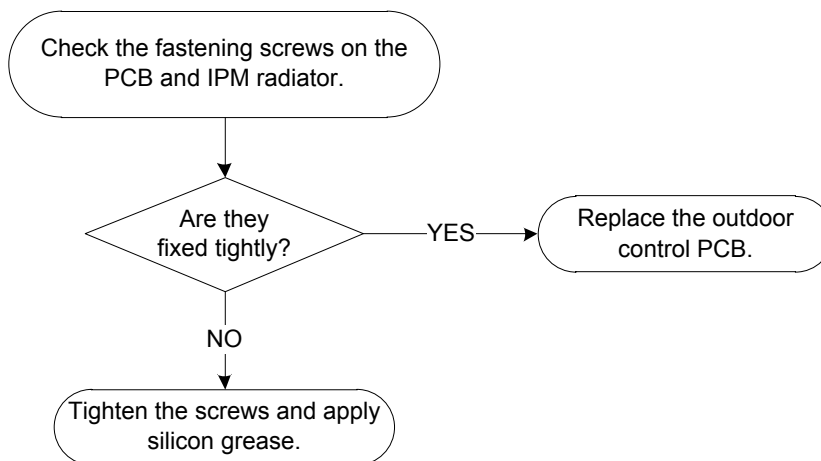 Check the fastening screws on the
PCB and IPM radiator.
Are they
fixed tightly?
YES
Replace the outdoor
control PCB.
NO
Tighten the screws and apply
silicon grease.